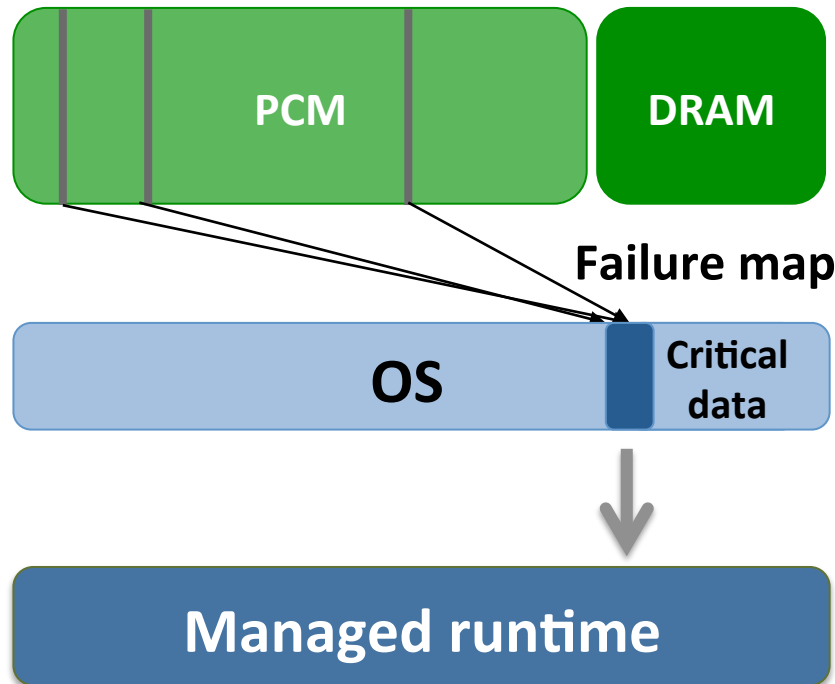 PCM
DRAM
Failure map
OS
Critical
data
Managed runtime